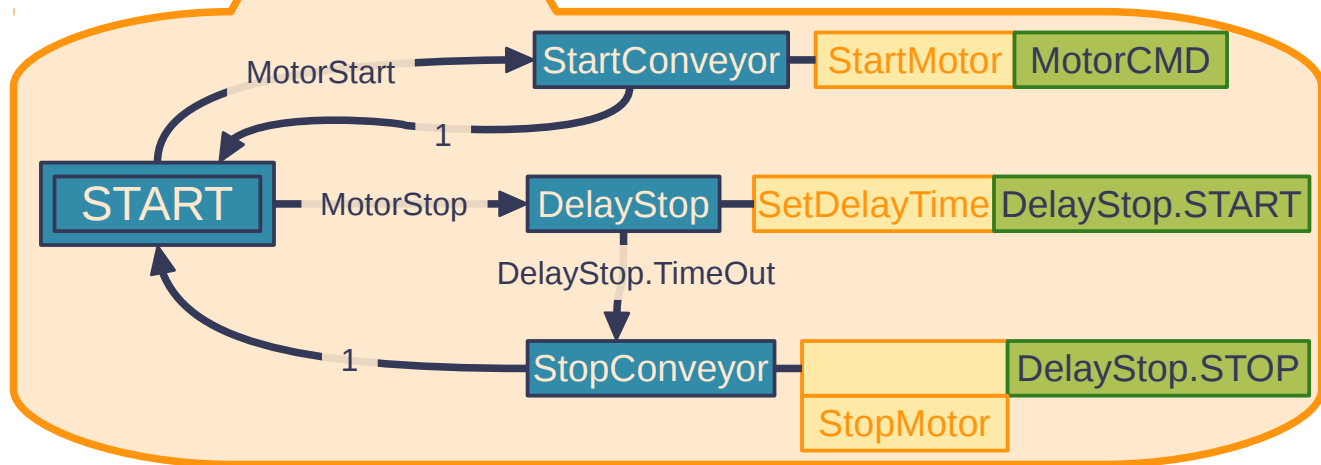 StartConveyor StartMotor MotorCMD
MotorStart
1
START MotorStop DelayStop SetDelayTime DelayStop.START
DelayStop.TimeOut
1 StopConveyor DelayStop.STOP
StopMotor